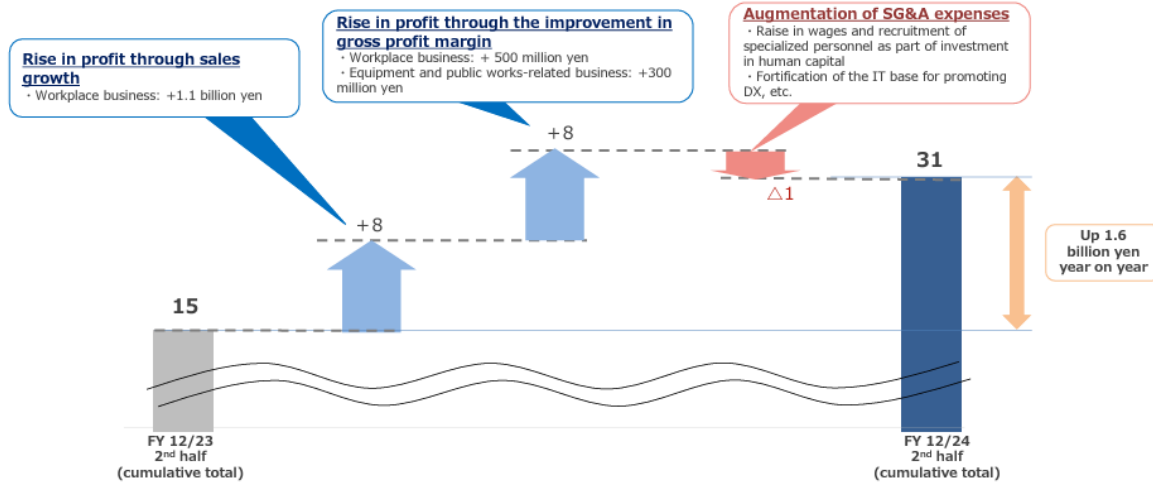 Rise in profit through sales
growth
・Workplace business: +1.1 billion yen
Rise in profit through the improvement in
gross profit margin
・Workplace business: + 500 million yen
・Equipment and public works-related business: +300
million yen
Augmentation of SG&A expenses
・Raise in wages and recruitment of
specialized personnel as part of investment
in human capital
・Fortification of the IT base for promoting
DX, etc.
15
+8
+8
△1
31
Up 1.6
billion yen
year on year
FY 12/23
2nd half
(cumulative total)
FY 12/24
2nd half
(cumulative total)